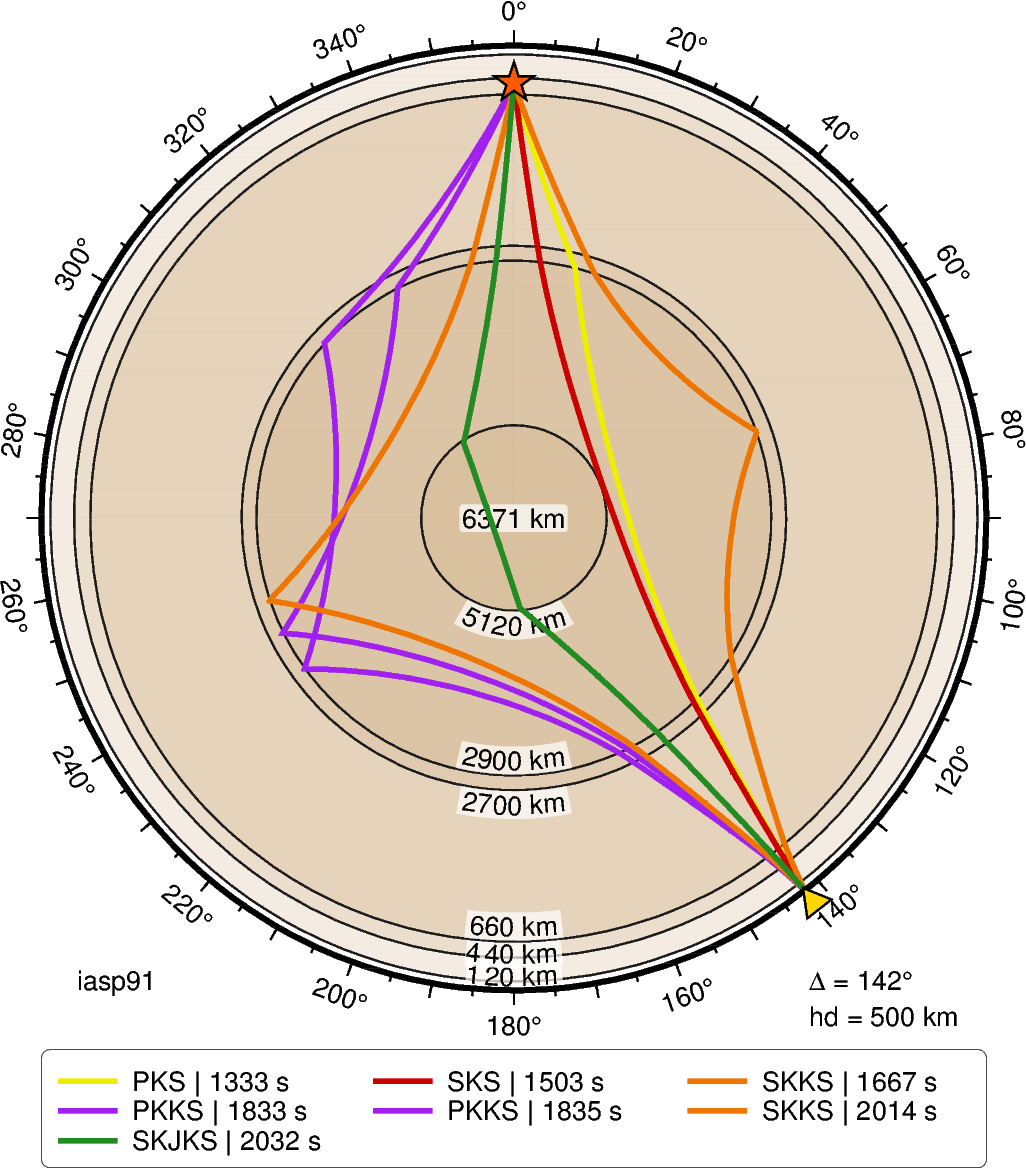 0°
340°
20°
320°
40°
300°
60°
280°
80°
6371 km
260°
5120 km
100°
2900 km
240°
120°
2700 km
220°
140°
660 km
440 km
120 km
iasp91
200°
160°
Δ = 142°
180°
hd = 500 km
PKS | 1333 s
SKS | 1503 s
SKKS | 1667 s
PKKS | 1833 s
PKKS | 1835 s
SKKS | 2014 s
SKJKS | 2032 s